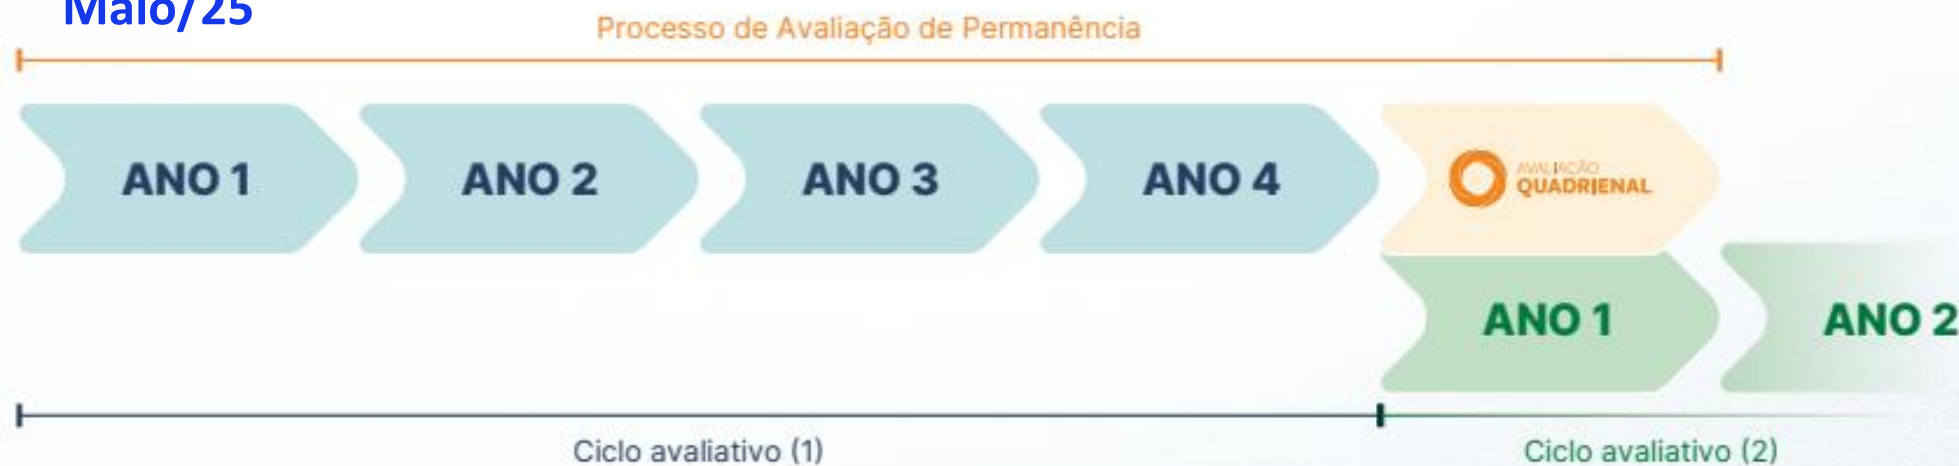 Maio/25
Processo de Avaliação de Permanência
ANO 1
ANO 2
ANO 3
ANO 4
AVALIAÇÃO
QUADRIENAL
ANO 1
ANO 2
Ciclo avaliativo (1)
Ciclo avaliativo (2)